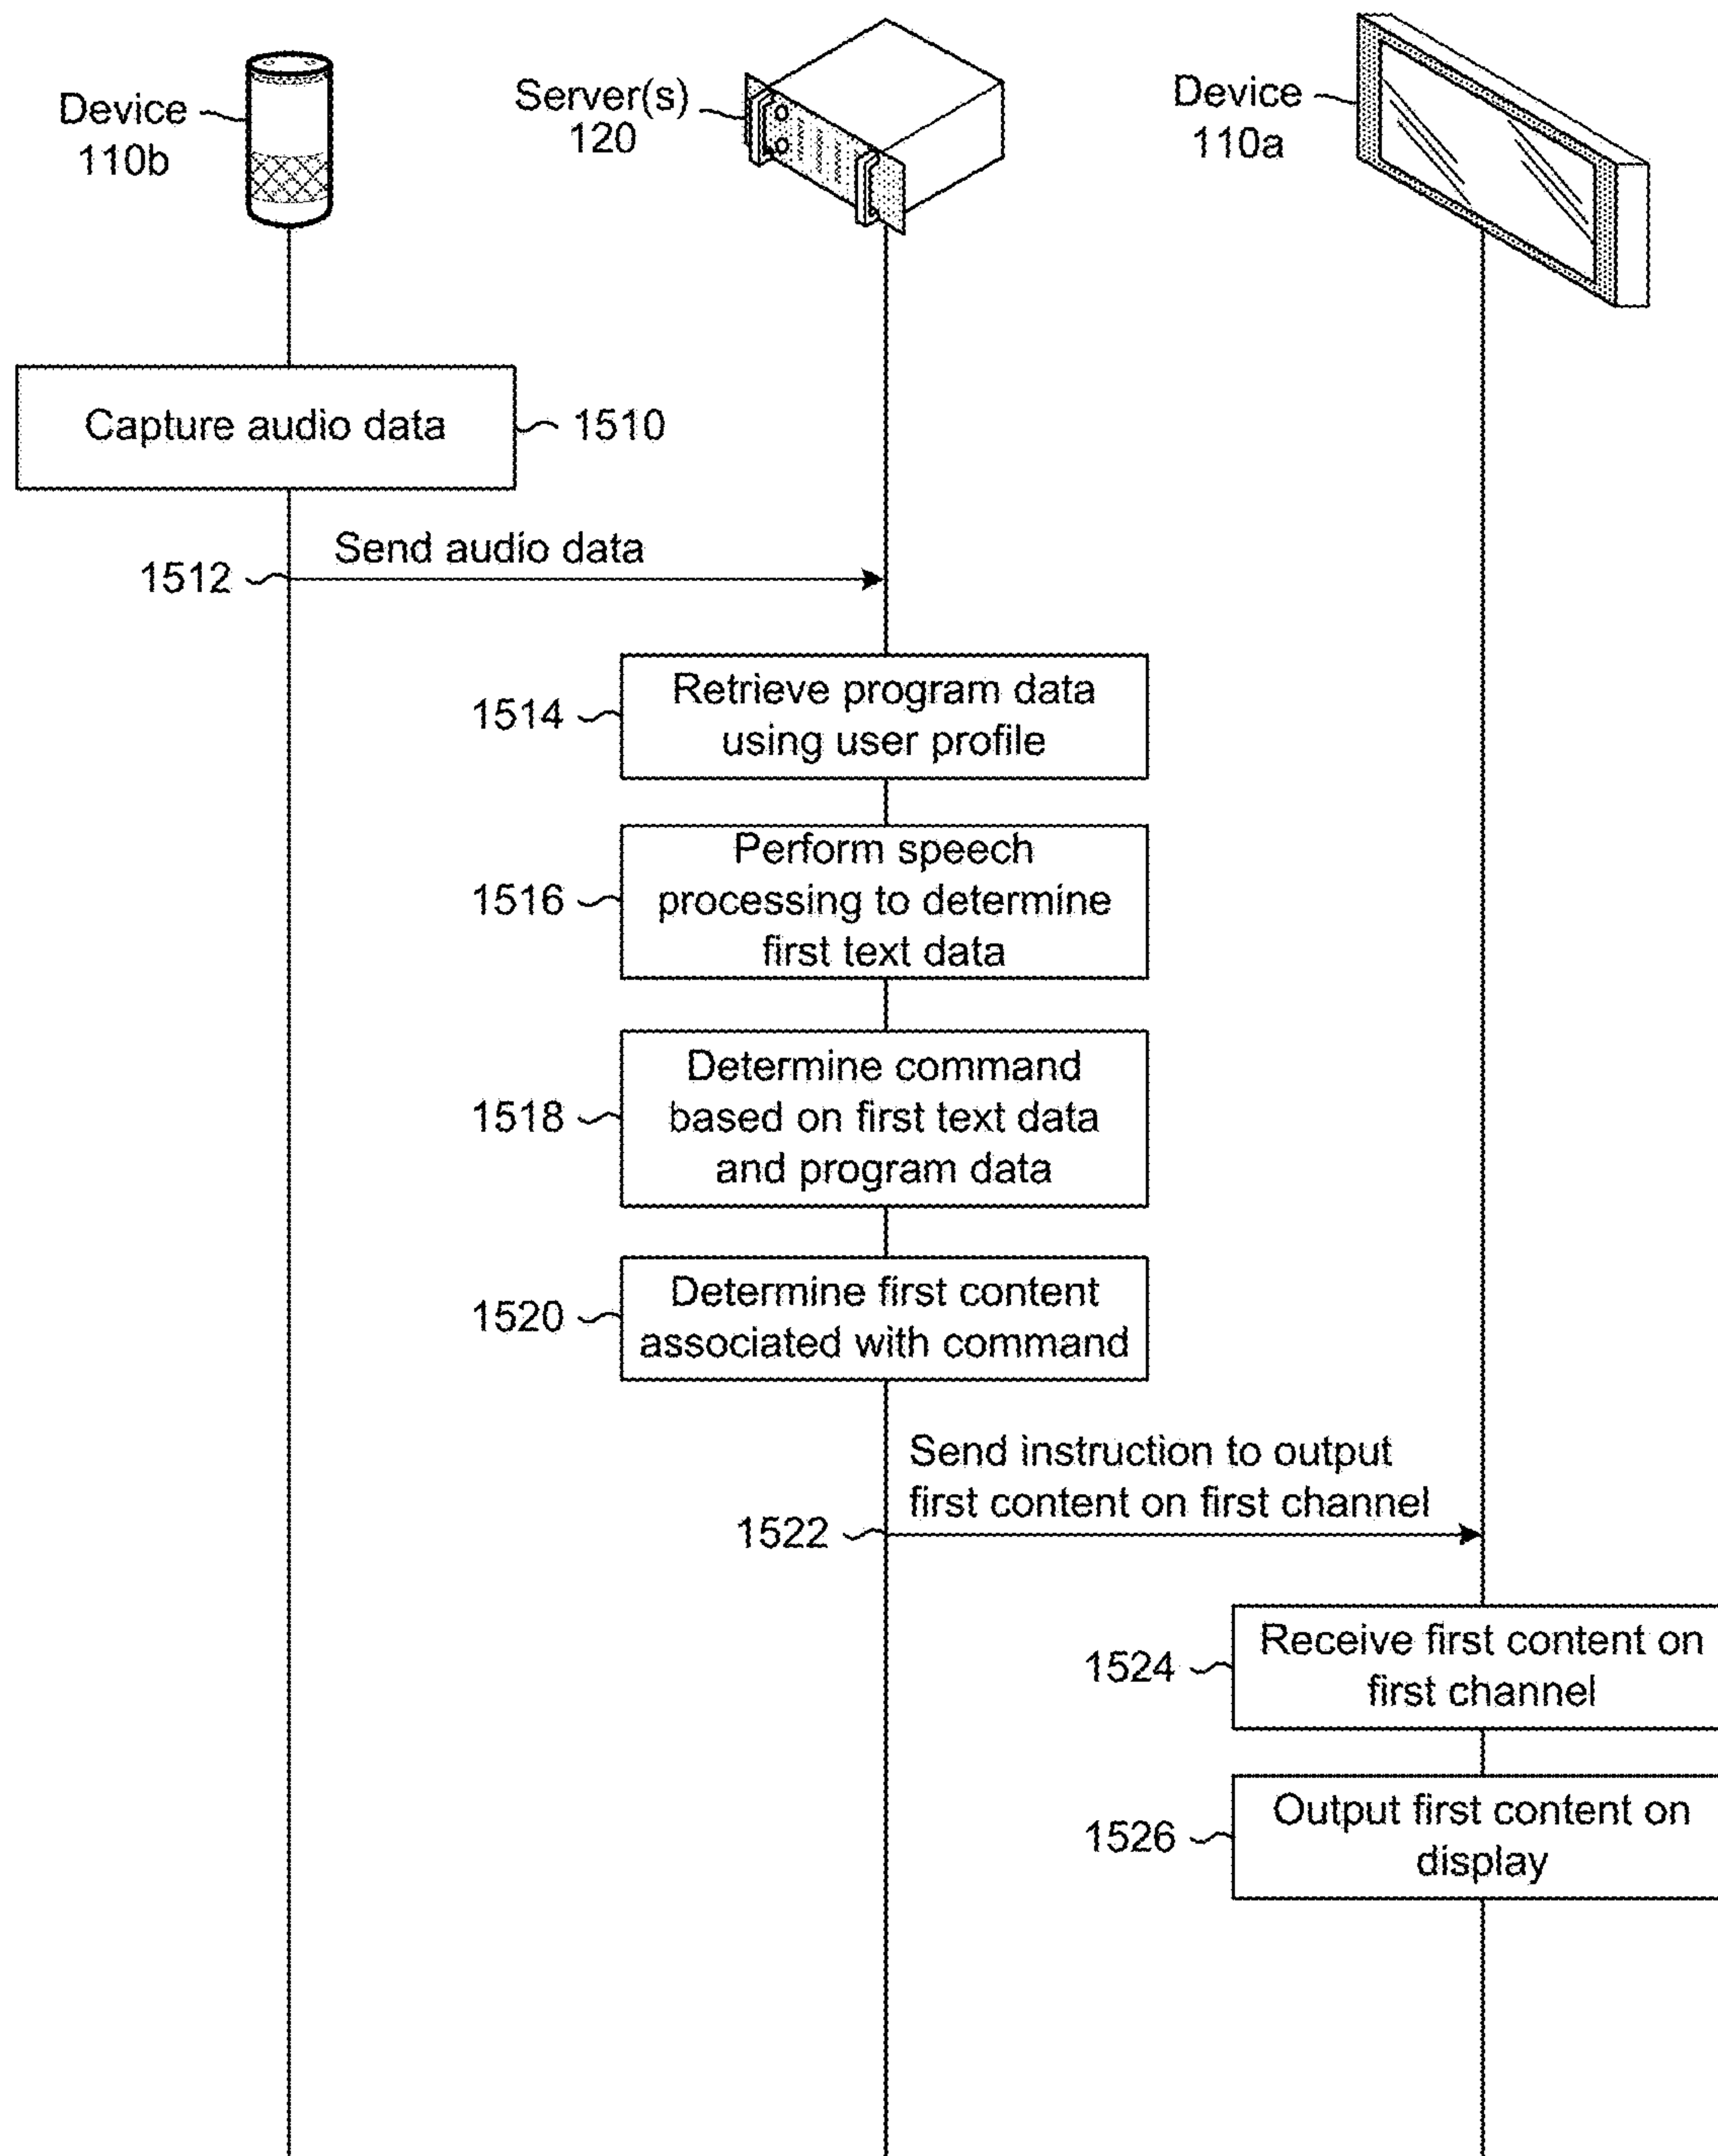 Device
110b
Server(s)
120
Device
110a
Capture audio data
1510
Send audio data
1512
Retrieve program data
using user profile
1514
Perform speech
processing to determine
first text data
1516
Determine command
based on first text data
and program data
1518
Determine first content
associated with command
1520
Send instruction to output
first content on first channel
1522
Receive first content on
first channel
1524
Output first content on
display
1526